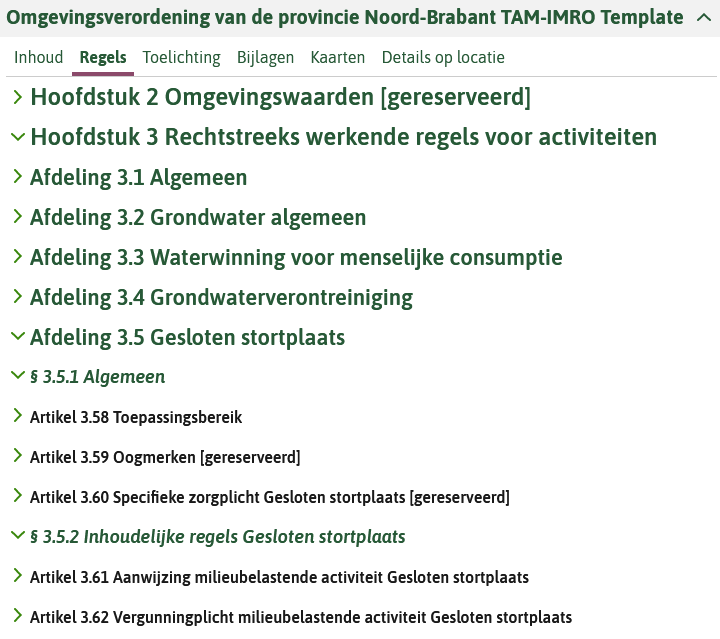 Omgevingsverordening van de provincie Noord-Brabant TAM-IMRO Template
Inhoud Regels Toelichting Bijlagen Kaarten Details op locatie
Hoofdstuk 2 Omgevingswaarden [gereserveerd]
Hoofdstuk 3 Rechtstreeks werkende regels voor activiteiten
Afdeling 3.1 Algemeen
Afdeling 3.2 Grondwater algemeen
Afdeling 3.3 Waterwinning voor menselijke consumptie
Afdeling 3.4 Grondwaterverontreiniging
Afdeling 3.5 Gesloten stortplaats
§ 3.5.1 Algemeen
Artikel 3.58 Toepassingsbereik
Artikel 3.59 Oogmerken [gereserveerd]
Artikel 3.60 Specifieke zorgplicht Gesloten stortplaats [gereserveerd]
§ 3.5.2 Inhoudelijke regels Gesloten stortplaats
Artikel 3.61 Aanwijzing milieubelastende activiteit Gesloten stortplaats
Artikel 3.62 Vergunningplicht milieubelastende activiteit Gesloten stortplaats